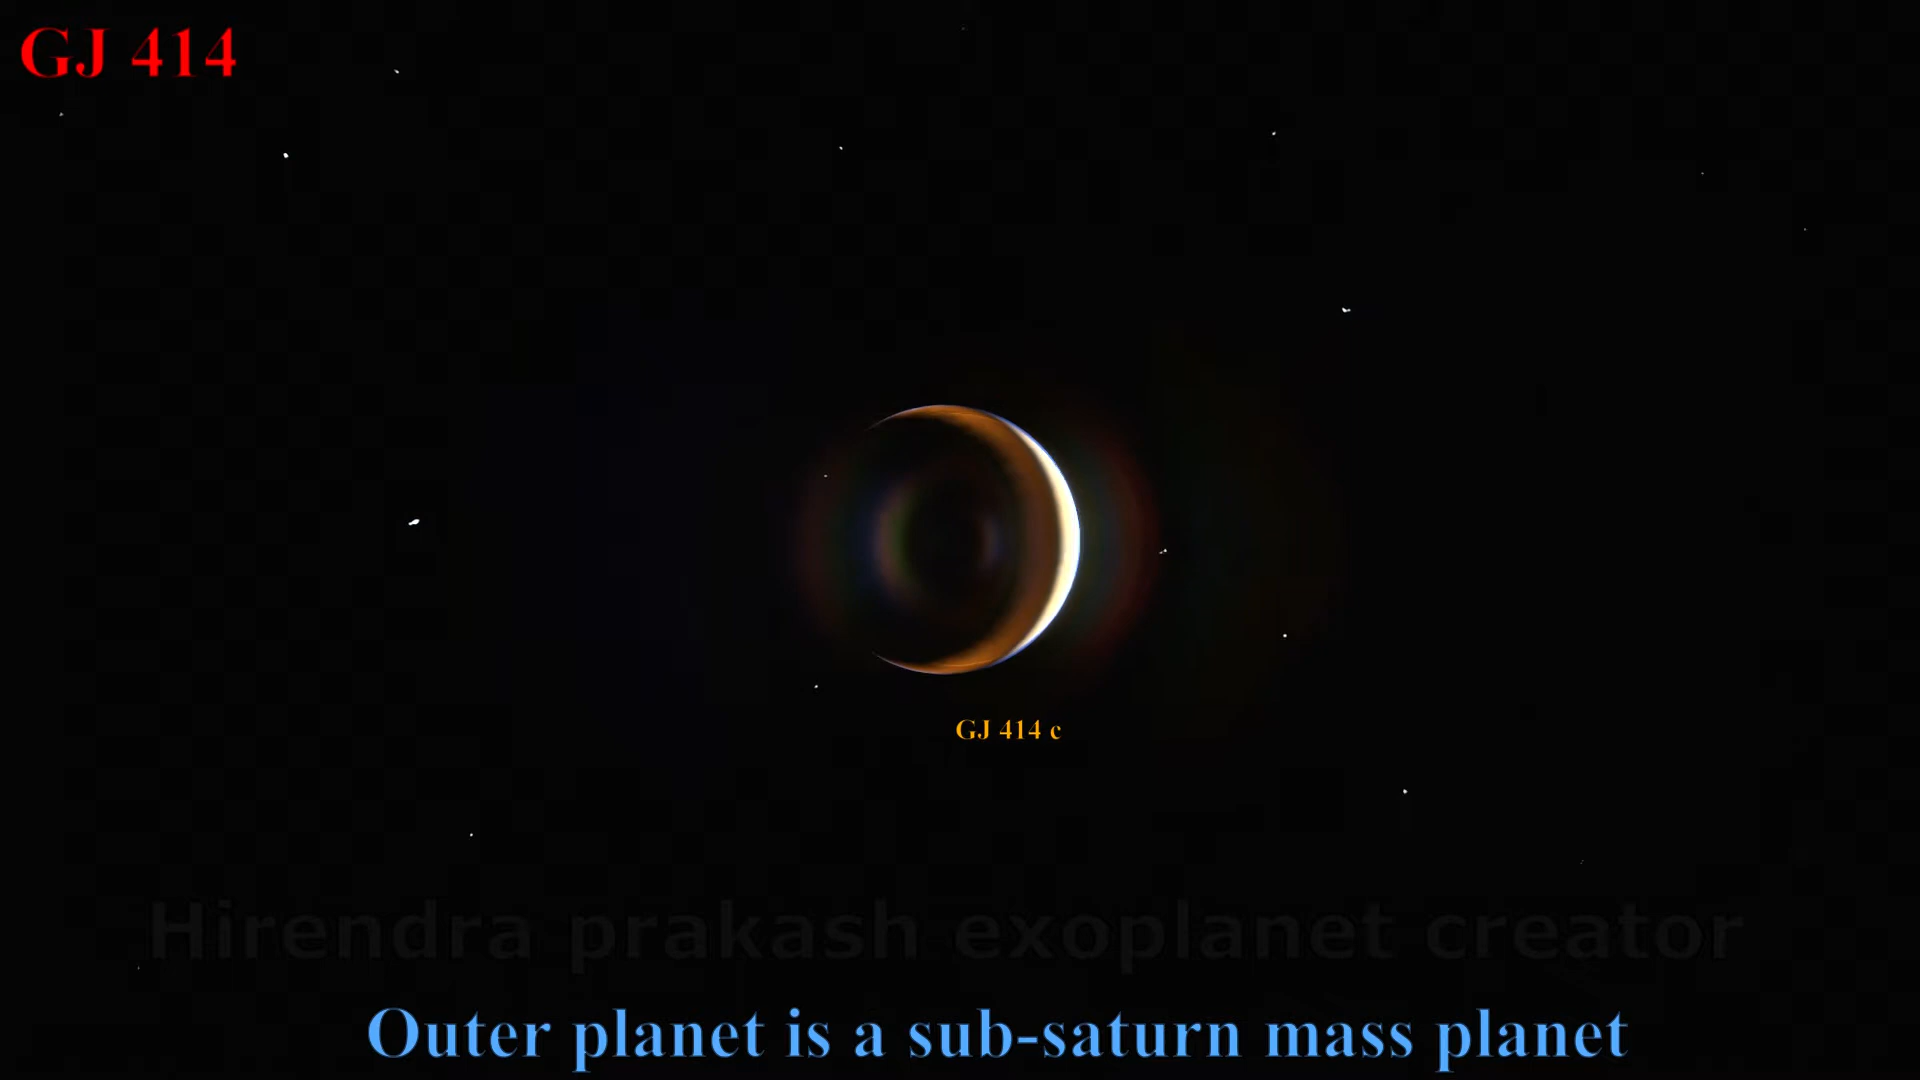 GJ 414
GJ 414 c
Hirendra prakash exoplanet creator
Outer planet is a sub-saturn mass planet